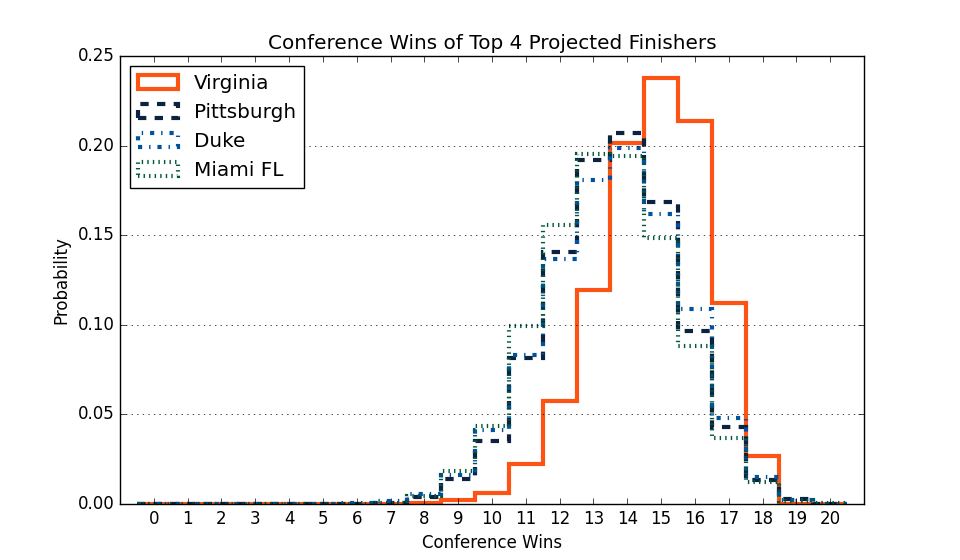 Conference Wins of Top 4 Projected Finishers
0.25
0.20
0.15
0.10
0.05
0.00
Probability
Virginia
Pittsburgh
Duke
Miami FL
0 1 2 3 4 5 6 7 8 9 10 11 12 13 14 15 16 17 18 19 20
Conference Wins